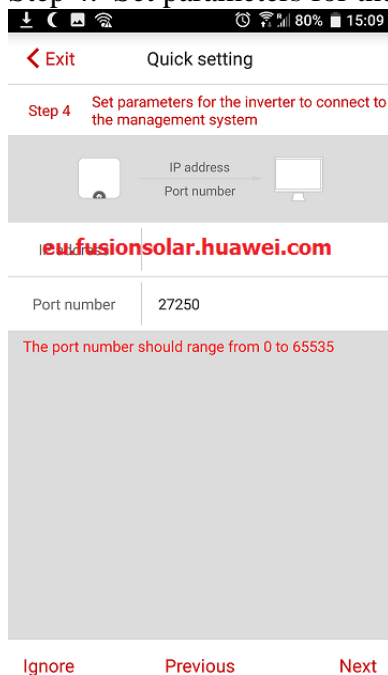 80% 15:09
Exit Quick setting
Step 4 Set parameters for the inverter to connect to
the management system
IP address
Port number
IP address eu.fusionsolar.huawei.com
Port number 27250
The port number should range from 0 to 65535
Ignore Previous Next